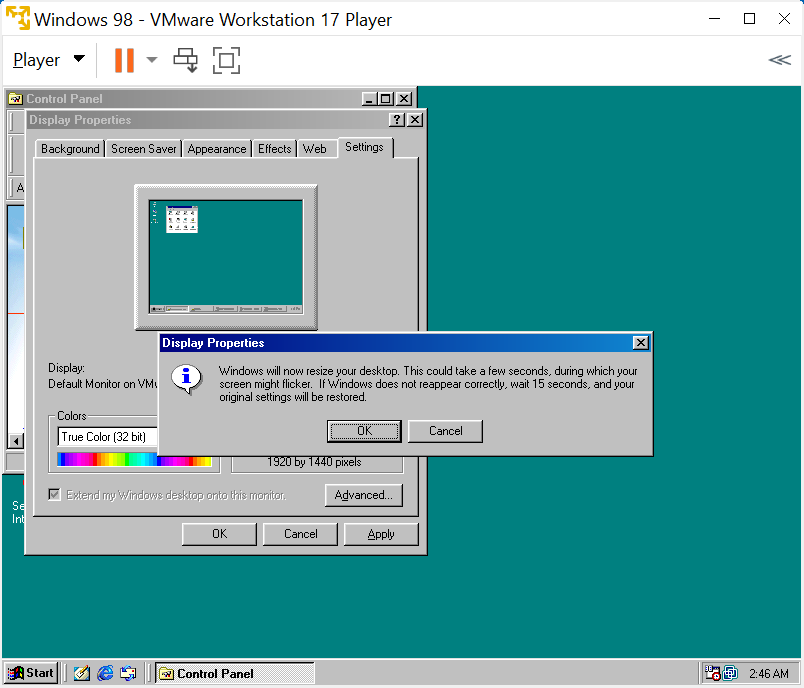 Windows 98 - VMware Workstation 17 Player
Player
Control Panel
Display Properties
Background
Screen Saver
Appearance
Effects
Web
Settings
A
Display Properties
Windows will now resize your desktop. This could take a few seconds, during which your
screen might flicker. If Windows does not reappear correctly, wait 15 seconds, and your
original settings will be restored.
OK
Cancel
Display:
Default Monitor on VMw
Colors
True Color (32 bit)
1920 by 1440 pixels
Extend my Windows desktop onto this monitor.
Advanced...
Se
Int
OK
Cancel
Apply
Start
Control Panel
2:46 AM